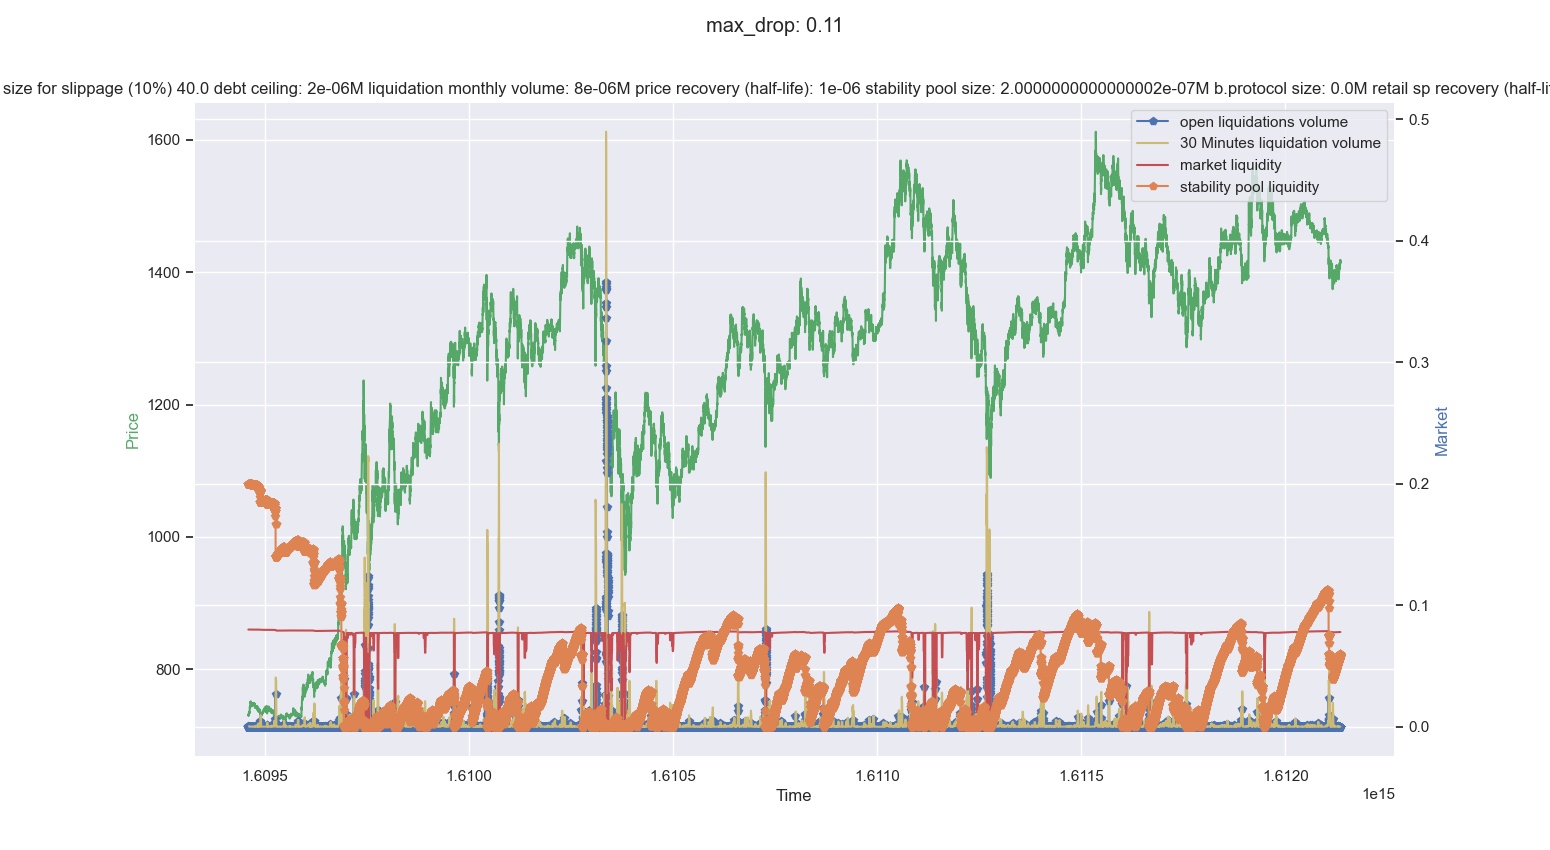 max_drop: 0.11
size for slippage (10%) 40.0 debt ceiling: 2e-06M liquidation monthly volume: 8e-06M price recovery (half-life): 1e-06 stability pool size: 2.0000000000000002e-07M b.protocol size: 0.0M retail sp recovery (half-li
open liquidations volume
30 Minutes liquidation volume
market liquidity
stability pool liquidity
1600
1400
1200
1000
800
Price
0.5
0.4
0.3
0.2
0.1
0.0
Market
1.6095 1.6100 1.6105 1.6110 1.6115 1.6120
Time
1e15